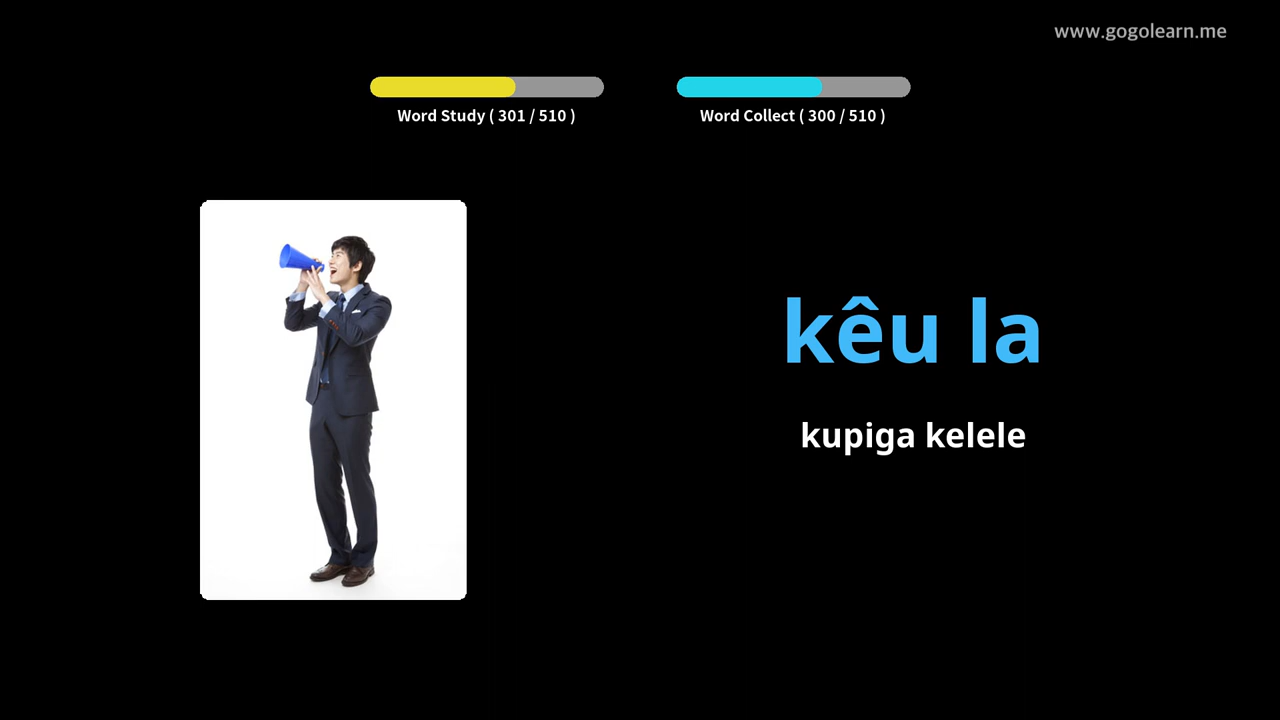 www.gogolearn.me
Word Study ( 301 / 510 )
Word Collect ( 300 / 510 )
kêu la
kupiga kelele